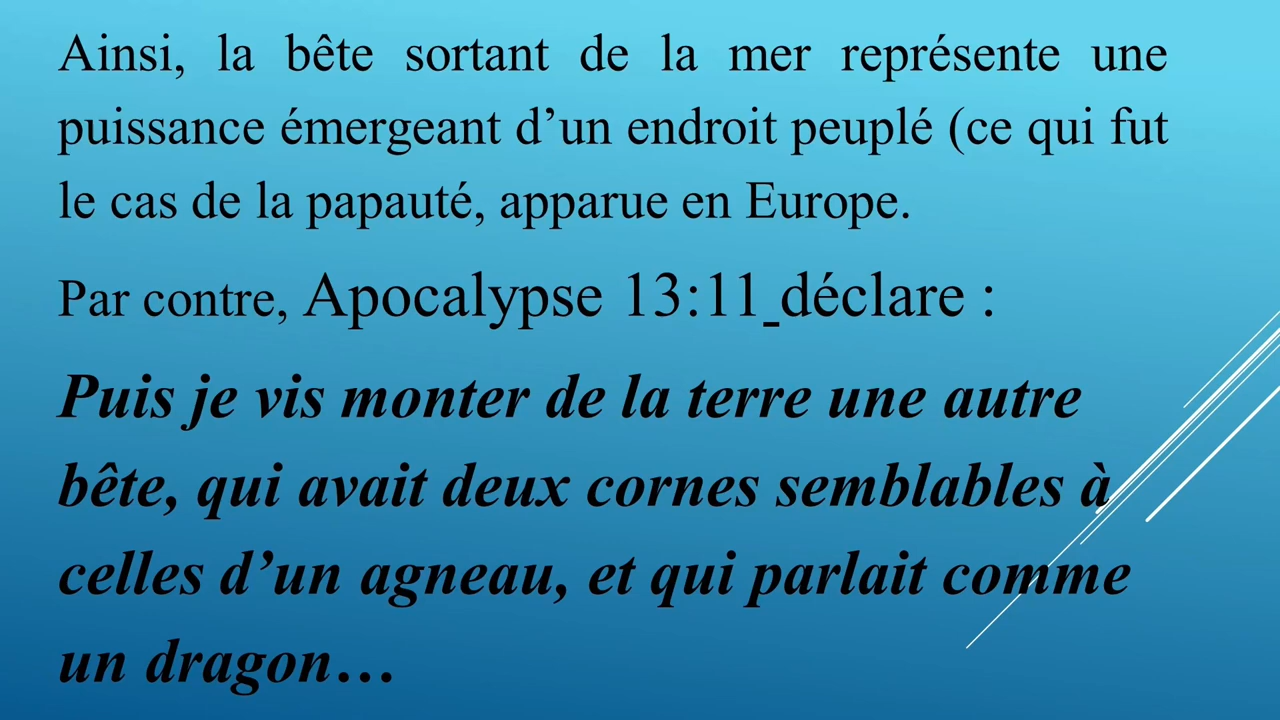 Ainsi, la bête sortant de la mer représente une
puissance émergeant d’un endroit peuplé (ce qui fut
le cas de la papauté, apparue en Europe.
Par contre, Apocalypse 13:11 déclare :
Puis je vis monter de la terre une autre
bête, qui avait deux cornes semblables à
celles d’un agneau, et qui parlait comme
un dragon…